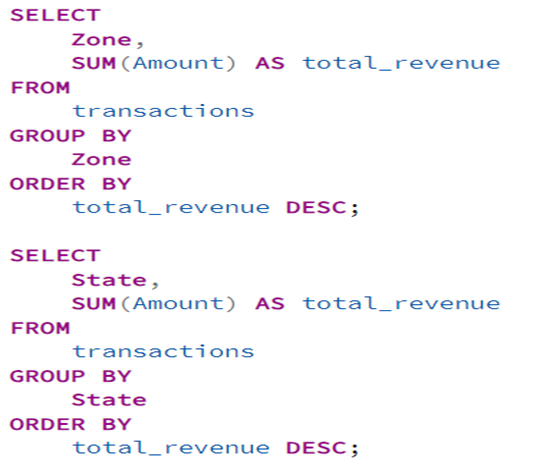 SELECT
    Zone,
    SUM(Amount) AS total_revenue
FROM
    transactions
GROUP BY
    Zone
ORDER BY
    total_revenue DESC;

SELECT
    State,
    SUM(Amount) AS total_revenue
FROM
    transactions
GROUP BY
    State
ORDER BY
    total_revenue DESC;